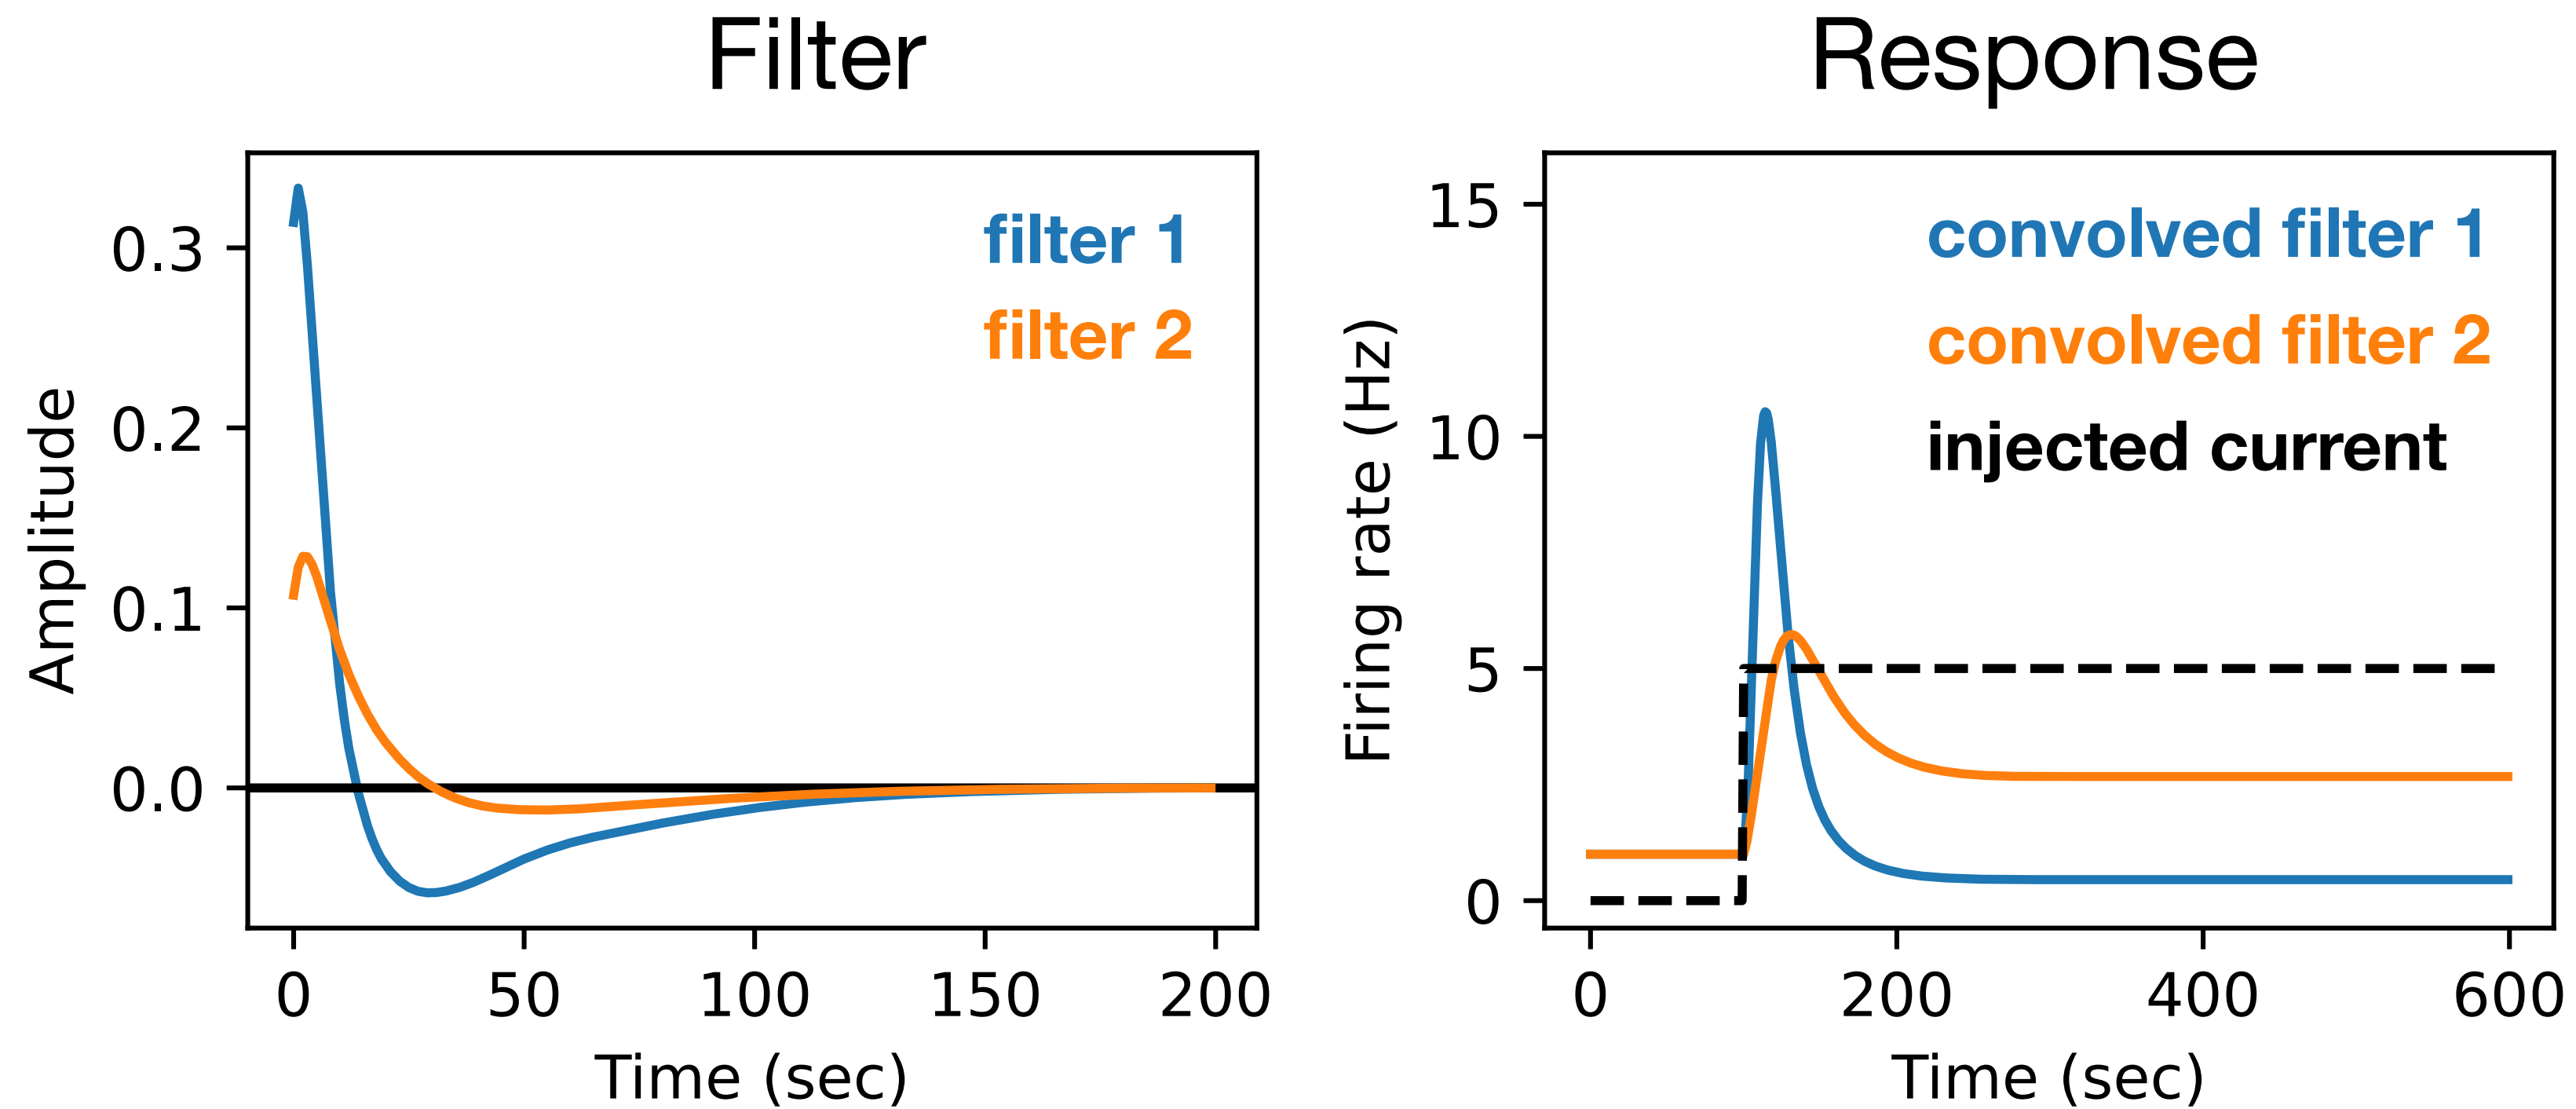 Filter
Amplitude
0.3
0.2
0.1
0.0
filter 1
filter 2
0
50
100
150
200
Time (sec)
Response
Firing rate (Hz)
15
10
5
0
convolved filter 1
convolved filter 2
injected current
0
200
400
600
Time (sec)